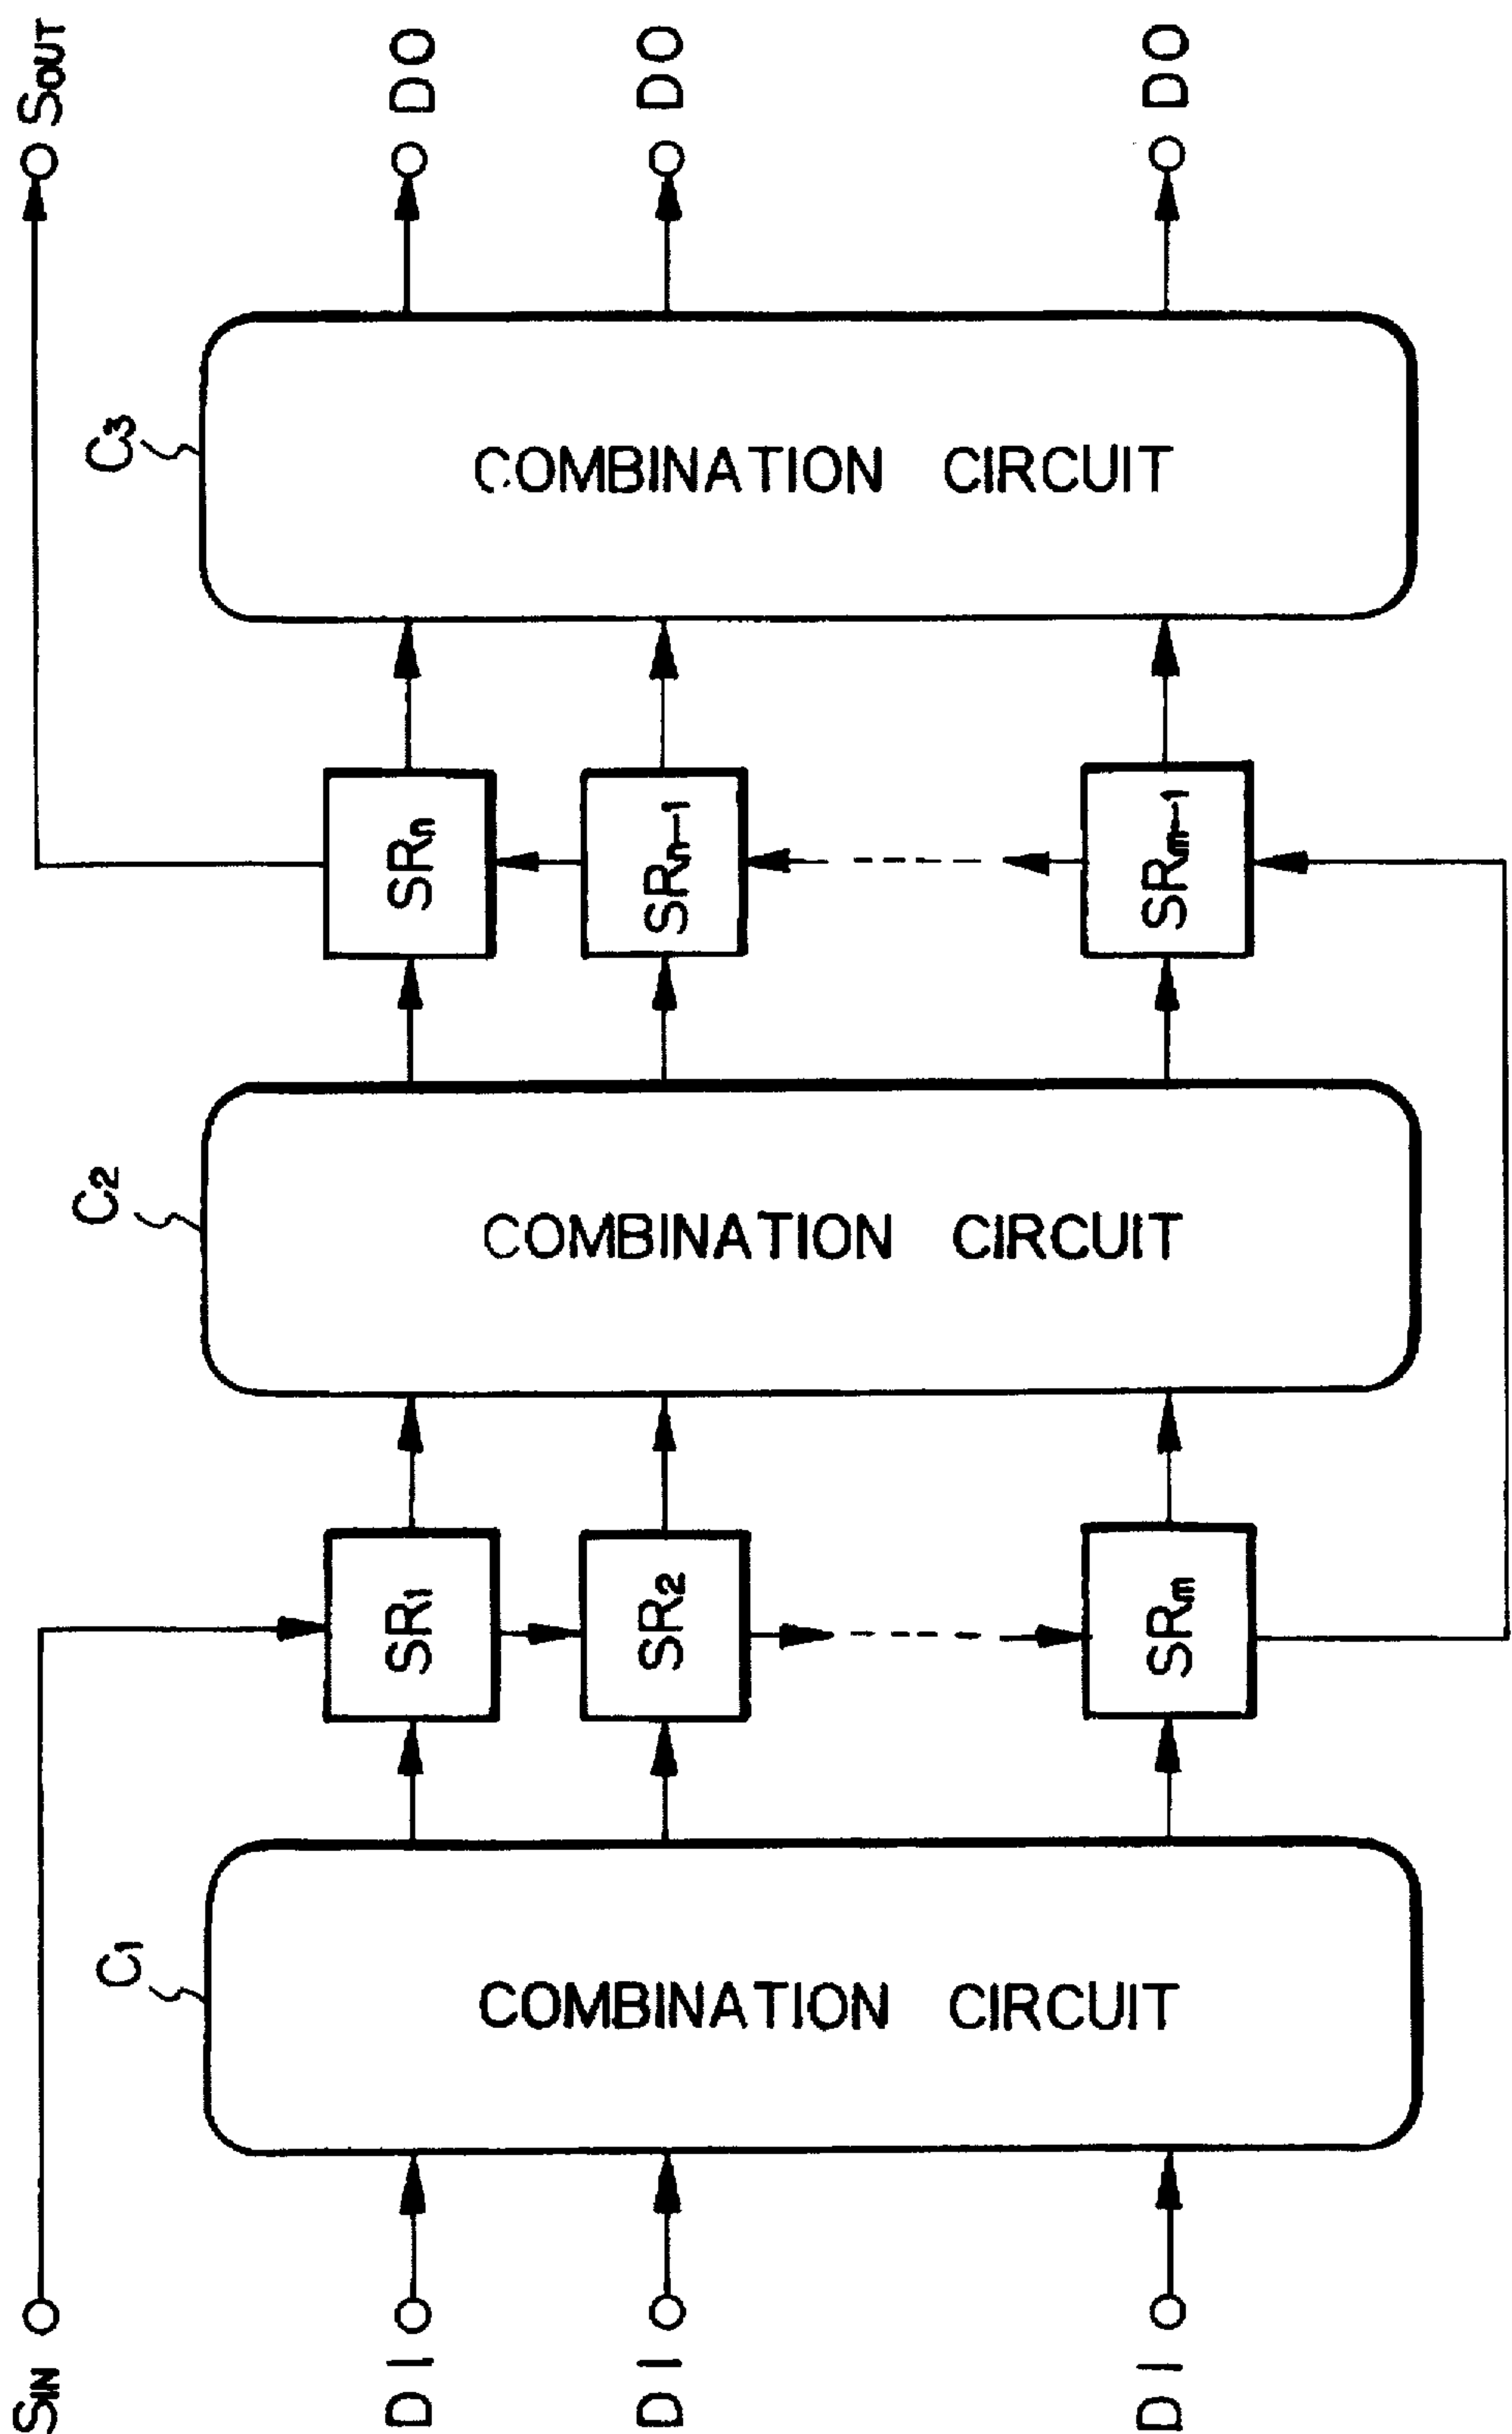 SIN
SOUT
C1
C2
C3
DI
DI
DI
COMBINATION CIRCUIT
SR1
SR2
SRm
COMBINATION CIRCUIT
SRn
SRn-1
SRm-1
COMBINATION CIRCUIT
DO
DO
DO